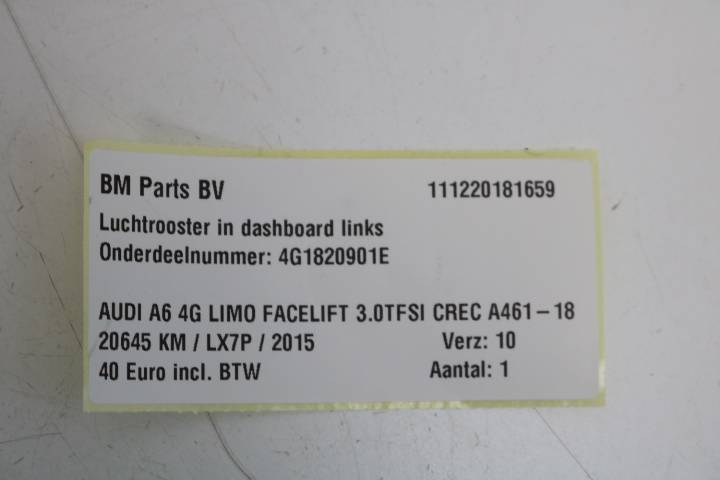 BM Parts BV 111220181659
Luchtrooster in dashboard links
Onderdeelnummer: 4G1820901E
AUDI A6 4G LIMO FACELIFT 3.0TFSI CREC A461-18
20645 KM / LX7P / 2015 Verz: 10
40 Euro incl. BTW Aantal: 1